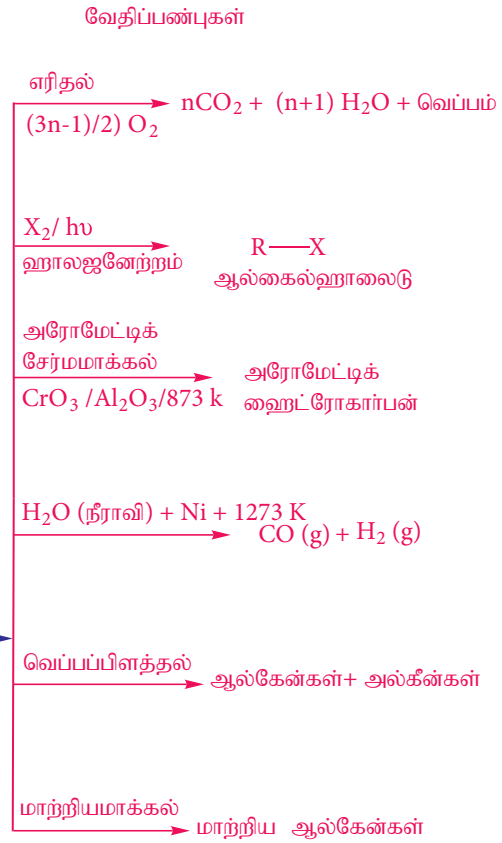 வேதிப்பண்புகள்
எரிதல்
(3n-1)/2) O₂
nCO₂ + (n+1) H₂O + வெப்பம்
X₂/ hυ
ஹாலஜனேற்றம்
R—X
ஆல்கைல்ஹாலைடு
அரோமேட்டிக்
சேர்மமாக்கல்
CrO₃ /Al₂O₃/873 k
அரோமேட்டிக்
ஹைட்ரோகார்பன்
H₂O (நீராவி) + Ni + 1273 K
CO (g) + H₂ (g)
வெப்பப்பிளத்தல்
ஆல்கேன்கள்+ அல்கீன்கள்
மாற்றியமாக்கல்
மாற்றிய ஆல்கேன்கள்